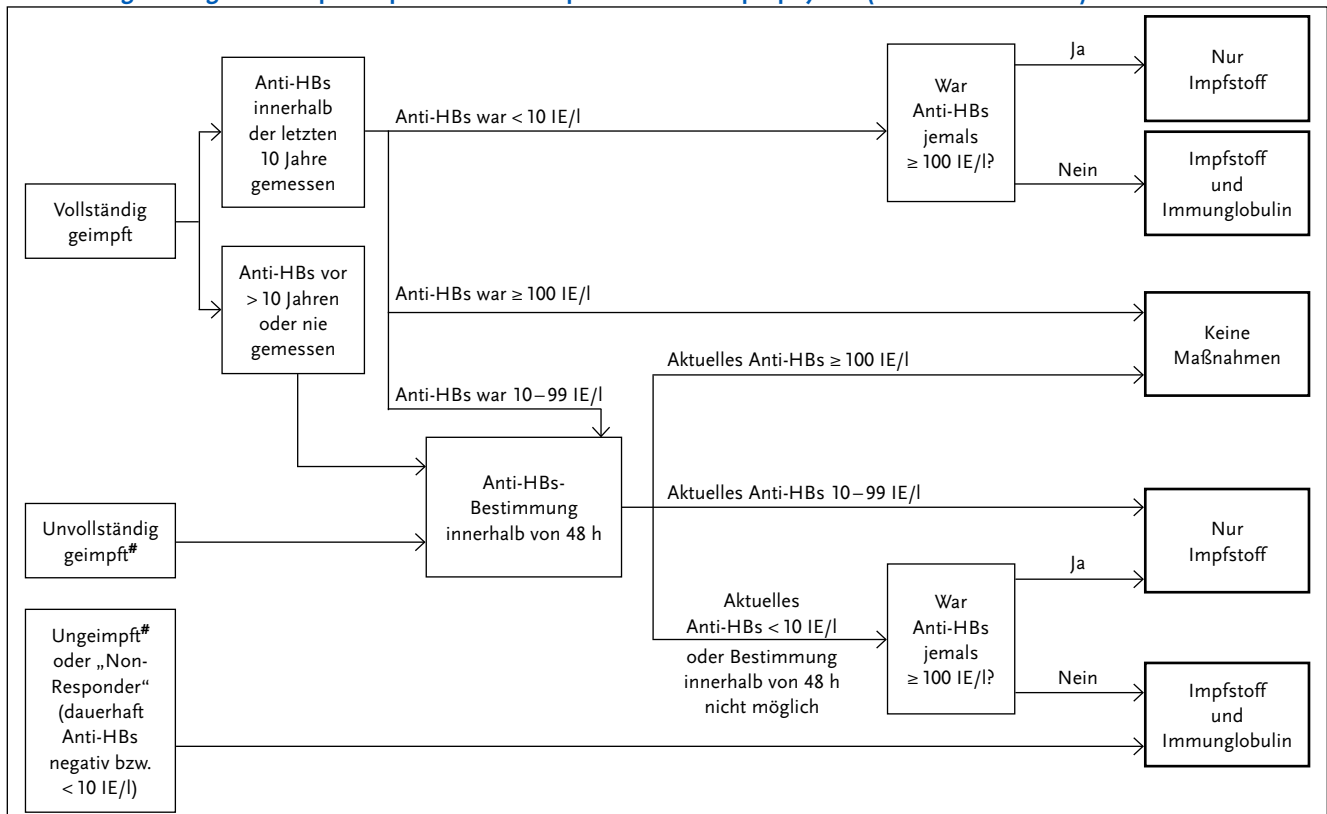 Anti-HBs
innerhalb
der letzten
10 Jahre
gemessen
Anti-HBs war < 10 IE/l
War
Anti-HBs
jemals
≥ 100 IE/l?
Ja
Nur
Impfstoff
Nein
Impfstoff
und
Immunglobulin
Vollständig
geimpft
Anti-HBs vor
> 10 Jahren
oder nie
gemessen
Anti-HBs war ≥ 100 IE/l
Keine
Maßnahmen
Aktuelles Anti-HBs ≥ 100 IE/l
Anti-HBs war 10–99 IE/l
Anti-HBs-
Bestimmung
innerhalb von 48 h
Aktuelles Anti-HBs 10–99 IE/l
Nur
Impfstoff
Unvollständig
geimpft#
Aktuelles
Anti-HBs < 10 IE/l
oder Bestimmung
innerhalb von 48 h
nicht möglich
War
Anti-HBs
jemals
≥ 100 IE/l?
Ja
Nein
Impfstoff
und
Immunglobulin
Ungeimpft#
oder „Non-
Responder“
(dauerhaft
Anti-HBs
negativ bzw.
< 10 IE/l)